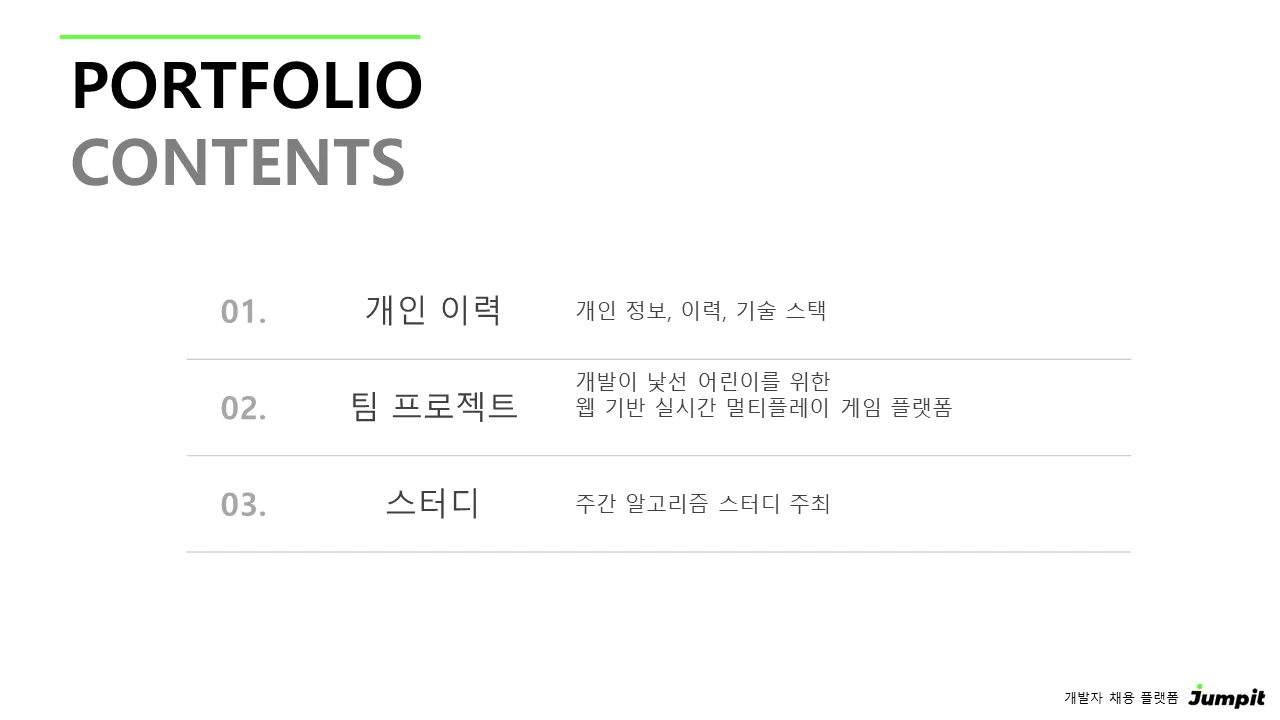 PORTFOLIO
CONTENTS
01. 개인 이력 개인 정보, 이력, 기술 스택
02. 팀 프로젝트 개발이 낯선 어린이를 위한
웹 기반 실시간 멀티플레이 게임 플랫폼
03. 스터디 주간 알고리즘 스터디 주최
개발자 채용 플랫폼 Jumpit